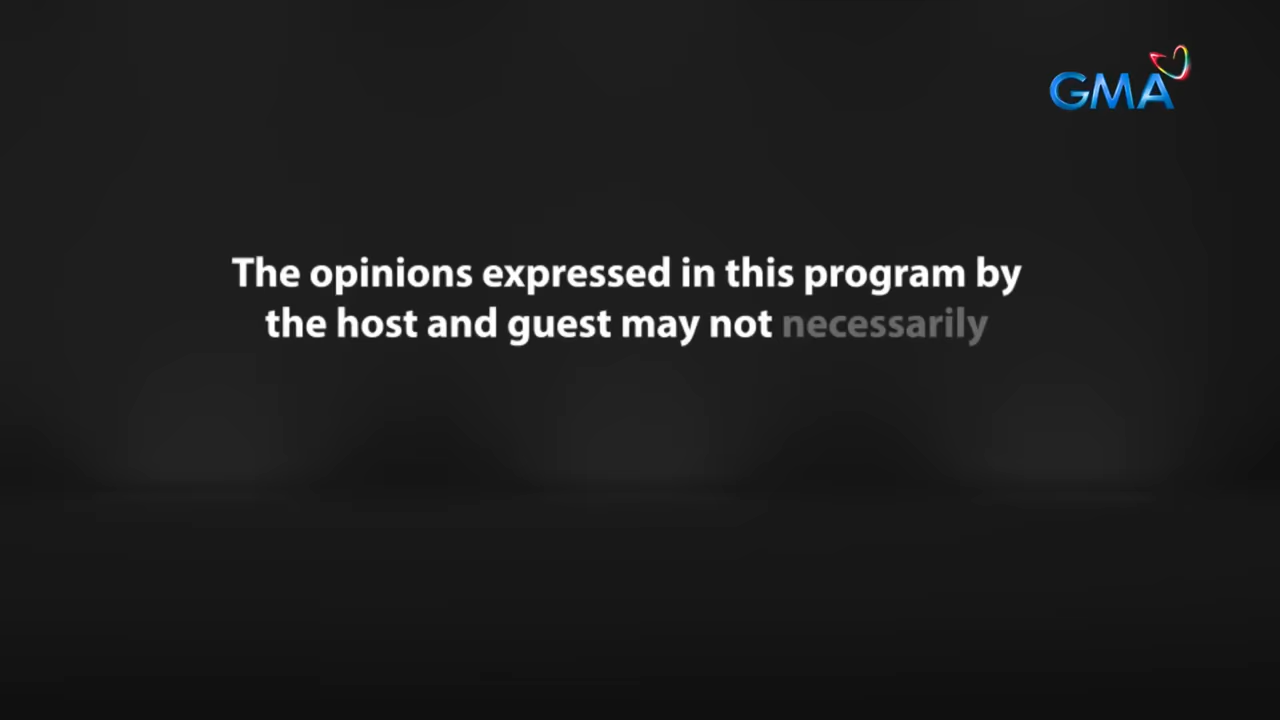 GMA
The opinions expressed in this program by
the host and guest may not necessarily